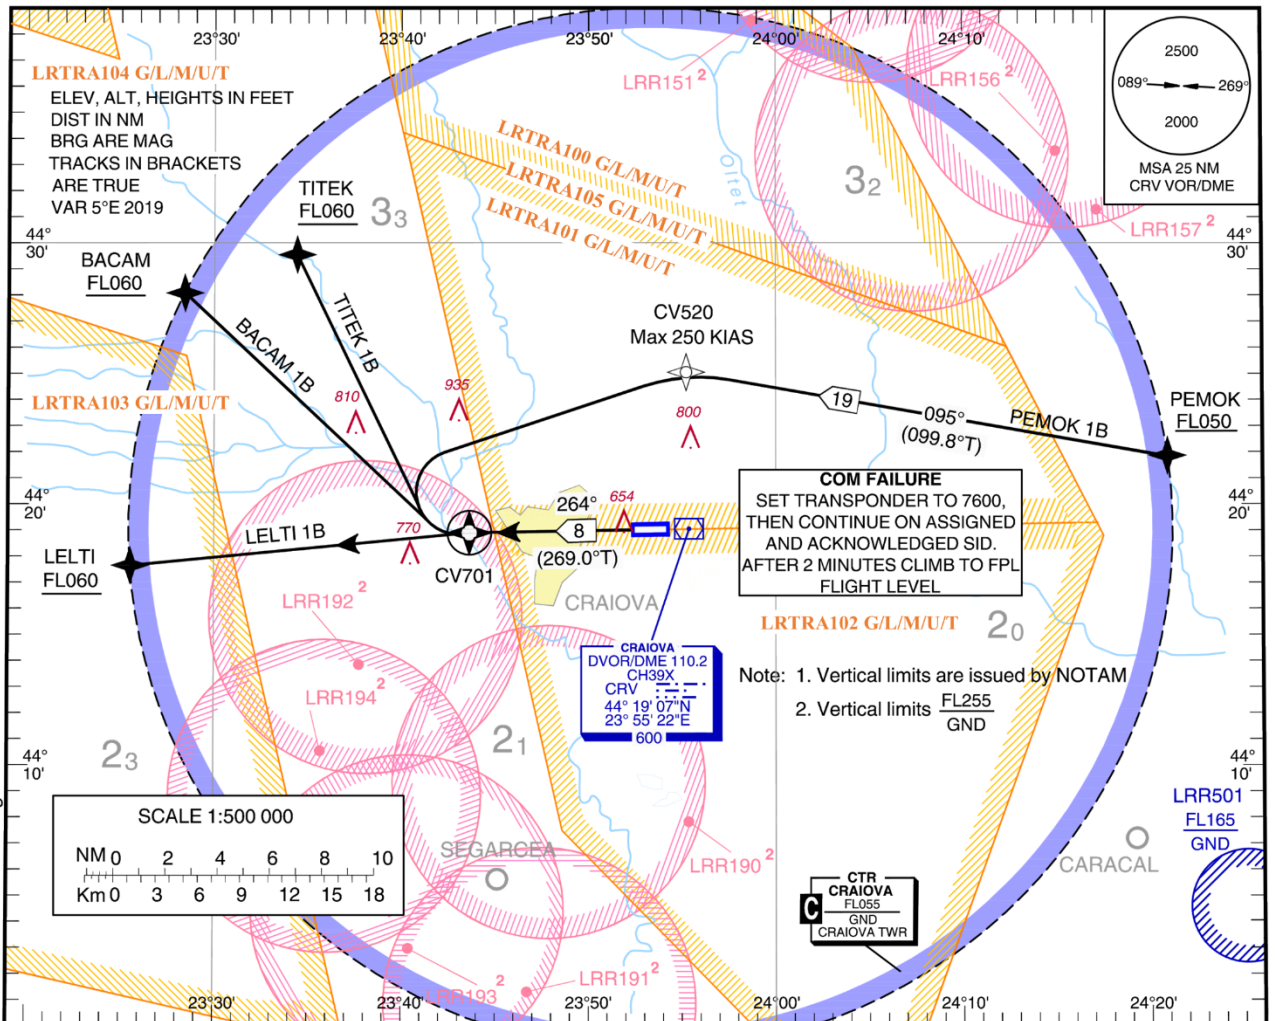 23°30'
23°40'
23°50'
24°00'
24°10'
LRTRA104 G/L/M/U/T
ELEV, ALT, HEIGHTS IN FEET
DIST IN NM
BRG ARE MAG
TRACKS IN BRACKETS
ARE TRUE
VAR 5°E 2019
LRR151 2
LRR156 2
2500
089°
269°
2000
MSA 25 NM
CRV VOR/DME
LRTRA100 G/L/M/U/T
LRTRA105 G/L/M/U/T
LRTRA101 G/L/M/U/T
Oltet
3 2
LRR157 2
TITEK
FL060
3 3
44°
30'
44°
30'
BACAM
FL060
TITEK 1B
BACAM 1B
CV520
Max 250 KIAS
810
935
800
LRTRA103 G/L/M/U/T
19
095°
(099.8°T)
PEMOK 1B
PEMOK
FL050
44°
20'
44°
20'
COM FAILURE
SET TRANSPONDER TO 7600,
THEN CONTINUE ON ASSIGNED
AND ACKNOWLEDGED SID.
AFTER 2 MINUTES CLIMB TO FPL
FLIGHT LEVEL
264°
654
8
(269.0°T)
770
LELTI 1B
LELTI
FL060
CV701
CRAIOVA
LRR192 2
LRTRA102 G/L/M/U/T
2 0
CRAIOVA
DVOR/DME 110.2
CH39X
CRV
44° 19' 07"N
23° 55' 22"E
600
Note: 1. Vertical limits are issued by NOTAM
2. Vertical limits FL255
GND
LRR194 2
2 1
2 3
44°
10'
44°
10'
SCALE 1:500 000
NM 0 2 4 6 8 10
Km 0 3 6 9 12 15 18
SEGARCEA
LRR190 2
LRR501
FL165
GND
CARACAL
CTR
CRAIOVA
C
FL055
GND
CRAIOVA TWR
LRR193 2
LRR191 2
23°30'
23°40'
23°50'
24°00'
24°10'
24°20'